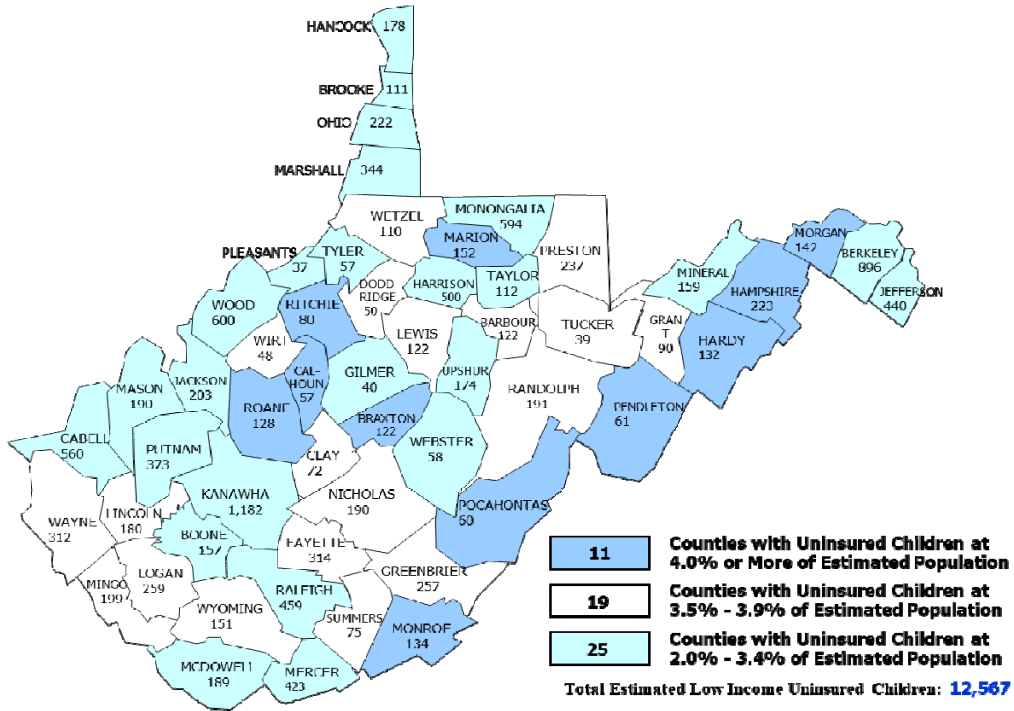 HANCOCK 178
BROOKE 111
OHIO 222
MARSHALL 344
WETZEL
110
MONONGALIA
594
MARION
152
PRESTON
237
MORGAN
142
BERKELEY
896
JEFFERSON
440
PLEASANTS
37
TYLER
57
DODD
RIDGE
50
HARRISON
500
TAYLOR
112
MINERAL
159
HAMPSHIRE
223
WOOD
600
RITCHIE
80
WIRT
48
LEWIS
122
BARBOUR
122
TUCKER
39
GRAN
T
90
HARDY
132
MASON
190
JACKSON
203
ROANE
128
CAL-
HOUN
57
GILMER
40
UPSHUR
174
RANDOLPH
191
PENDLETON
61
BRAXTON
122
CABELL
560
PUTNAM
373
CLAY
72
WEBSTER
58
KANAWHA
1,182
NICHOLAS
190
POCAHONTAS
60
WAYNE
312
LINCOLN
180
BOONE
157
FAYETTE
314
GREENBRIER
257
MINGO
199
LOGAN
259
RALEIGH
459
WYOMING
151
SUMMERS
75
MONROE
134
MCDOWELL
189
MERCER
423
11
Counties with Uninsured Children at
4.0% or More of Estimated Population
19
Counties with Uninsured Children at
3.5% - 3.9% of Estimated Population
25
Counties with Uninsured Children at
2.0% - 3.4% of Estimated Population
Total Estimated Low Income Uninsured Children: 12,567